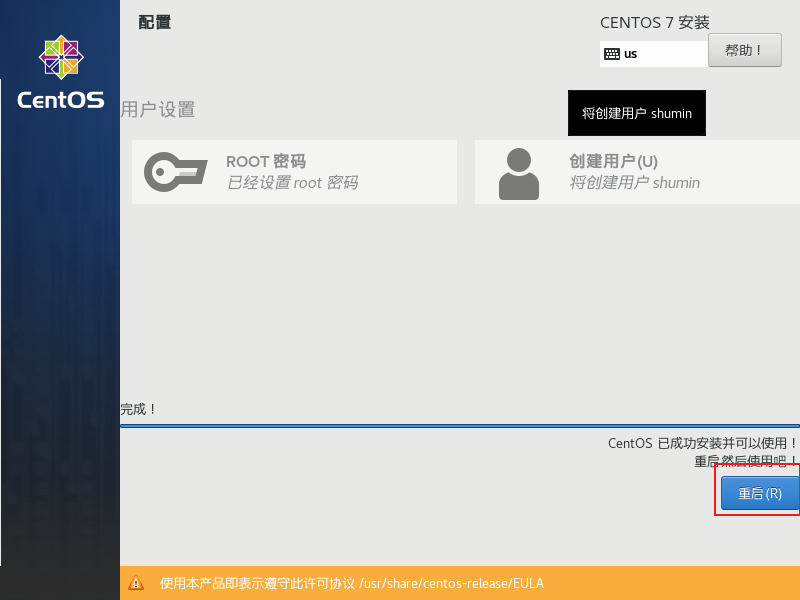 配置
CENTOS 7 安装
us
帮助！
CentOS
用户设置
将创建用户 shumin
ROOT 密码
已经设置 root 密码
创建用户(U)
将创建用户 shumin
完成！
CentOS 已成功安装并可以使用！
重启然后使用吧！
重启(R)
使用本产品即表示遵守此许可协议 /usr/share/centos-release/EULA